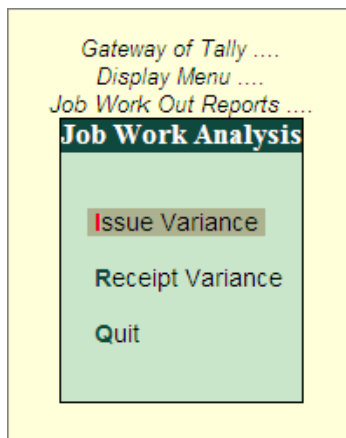 Gateway of Tally ....
Display Menu ....
Job Work Out Reports ....
Job Work Analysis
Issue Variance
Receipt Variance
Quit